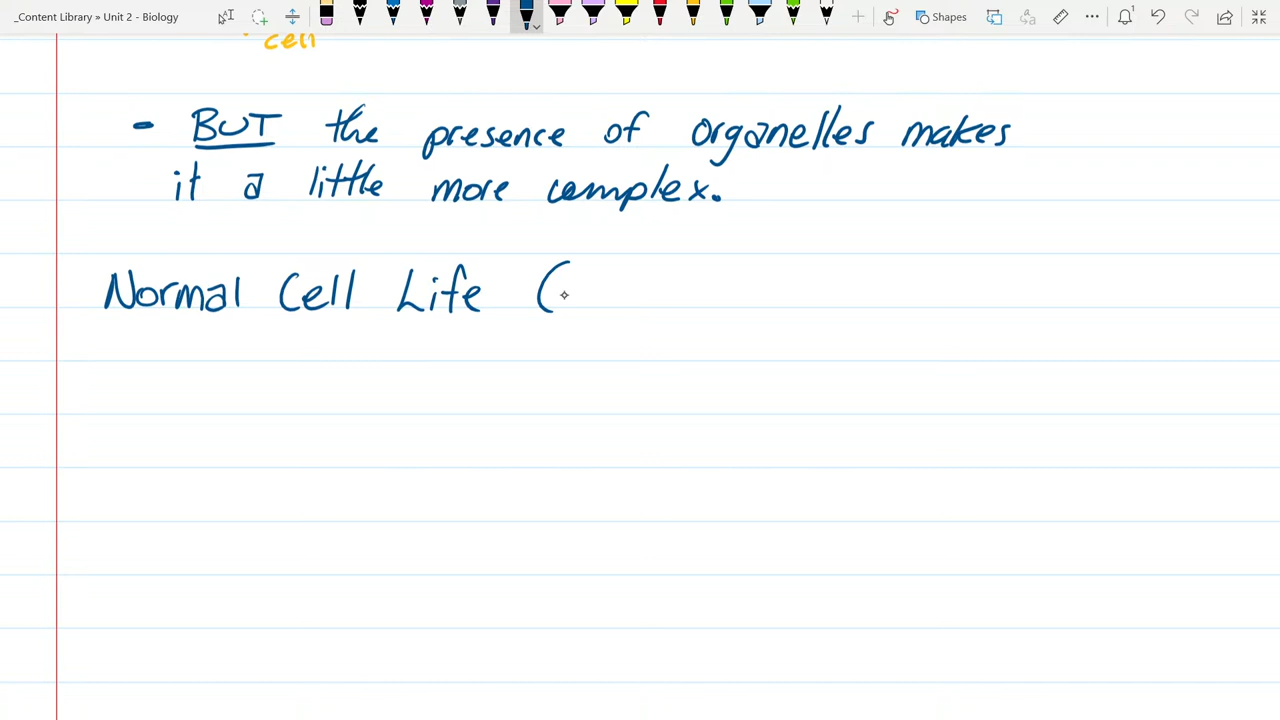 _Content Library » Unit 2 - Biology
Shapes
cell
- BUT the presence of organelles makes
it a little more complex.
Normal Cell Life (